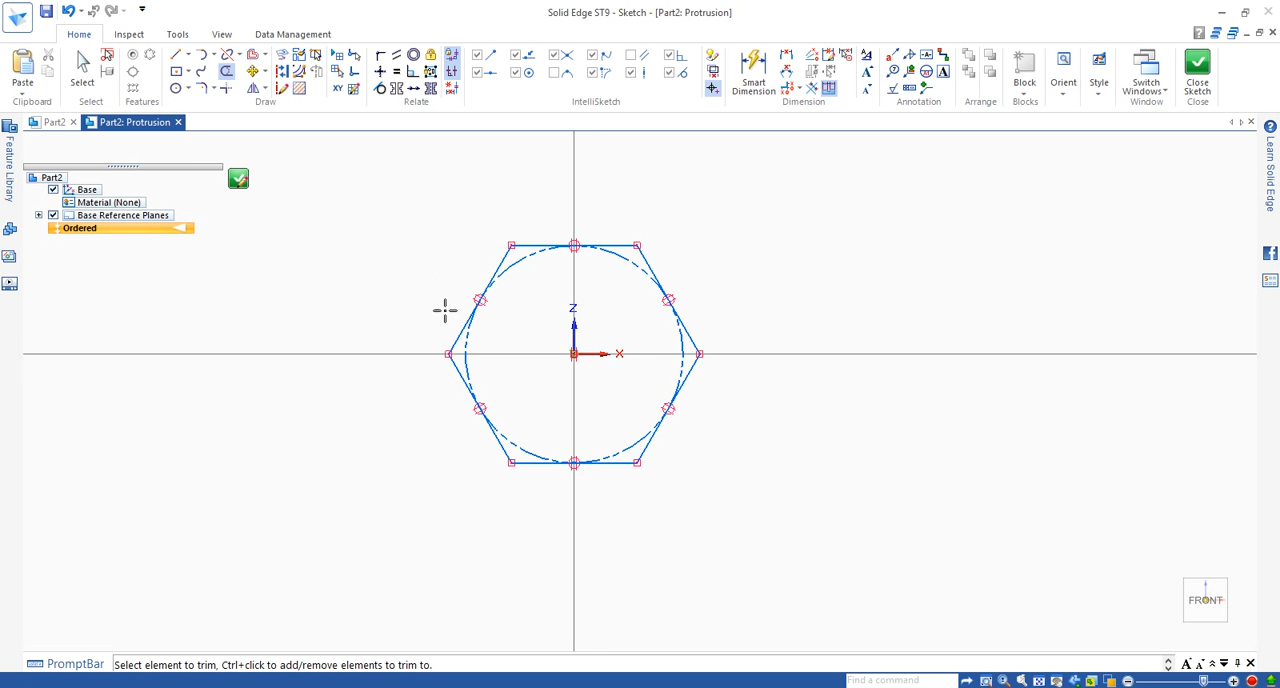 Solid Edge ST9 - Sketch - [Part2: Protrusion]
Home Inspect Tools View Data Management
Paste
Select
XY
Smart Dimension
A
A
A
A
Block
Orient
Style
Switch Windows
Close Sketch
Clipboard Select Features Draw Relate IntelliSketch Dimension Annotation Arrange Blocks Window Close
Part2 Part2: Protrusion
Feature Library
Learn Solid Edge
Part2
Base
Material (None)
Base Reference Planes
Ordered
Z
X
FRONT
PromptBar Select element to trim, Ctrl+click to add/remove elements to trim to.
Find a command